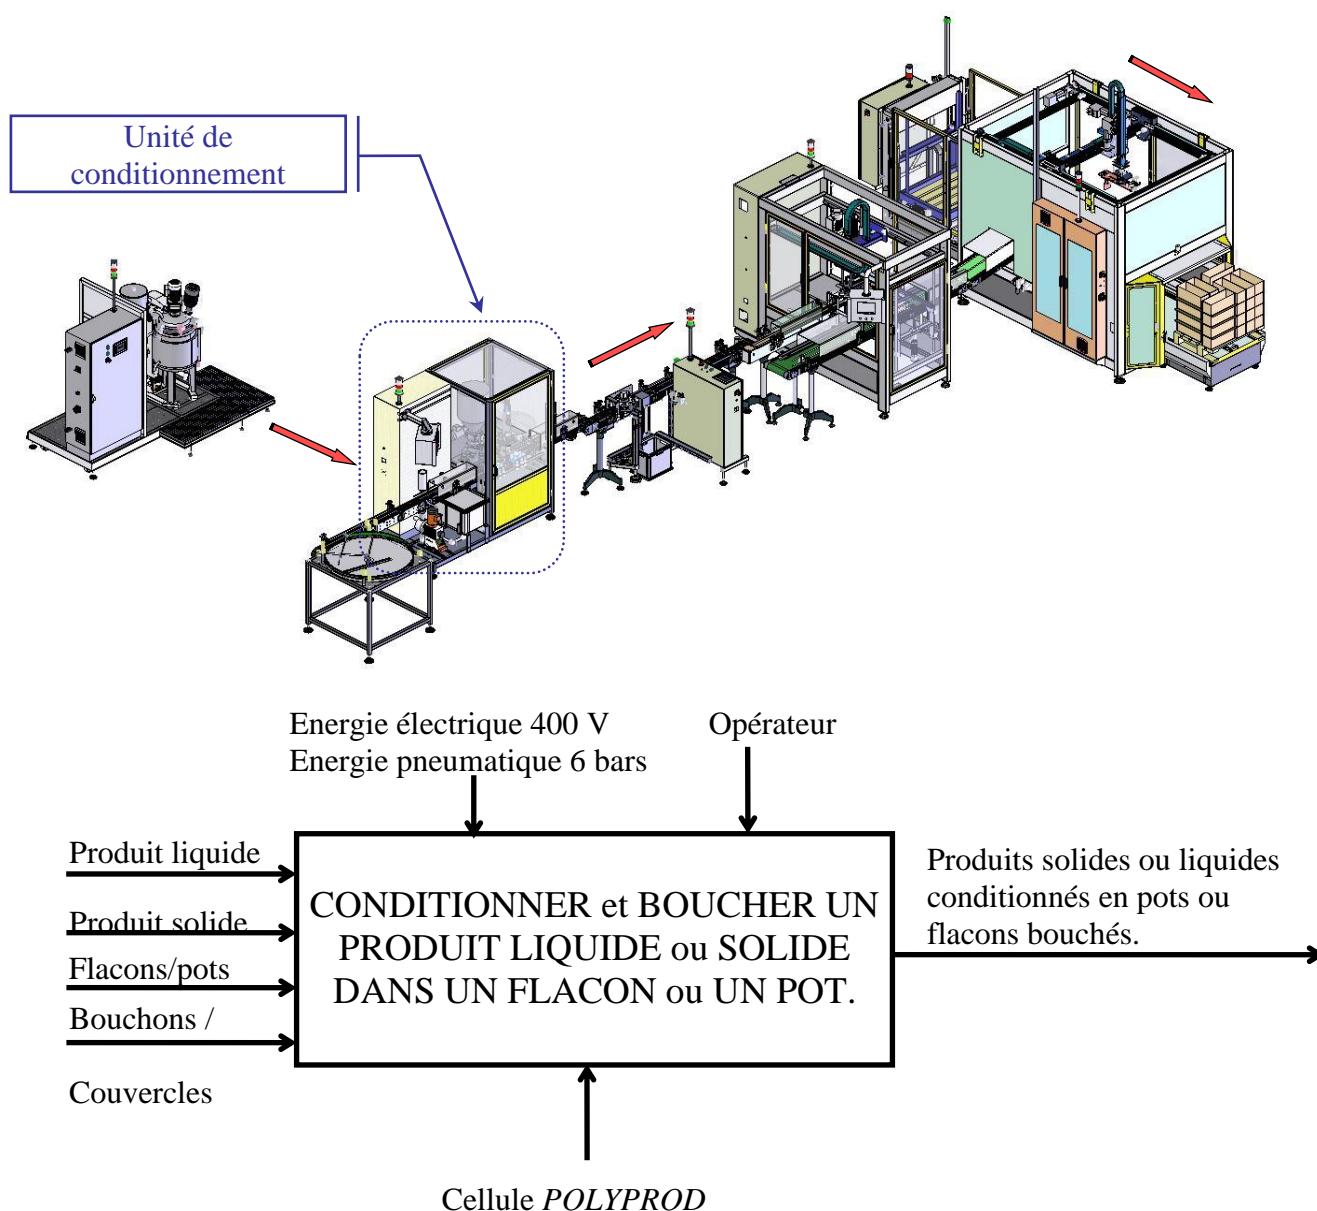 Unité de
conditionnement
Energie électrique 400 V
Energie pneumatique 6 bars
Opérateur
Produit liquide
Produit solide
Flacons/pots
Bouchons /
Couvercles
CONDITIONNER et BOUCHER UN
PRODUIT LIQUIDE ou SOLIDE
DANS UN FLACON ou UN POT.
Produits solides ou liquides
conditionnés en pots ou
flacons bouchés.
Cellule POLYPROD